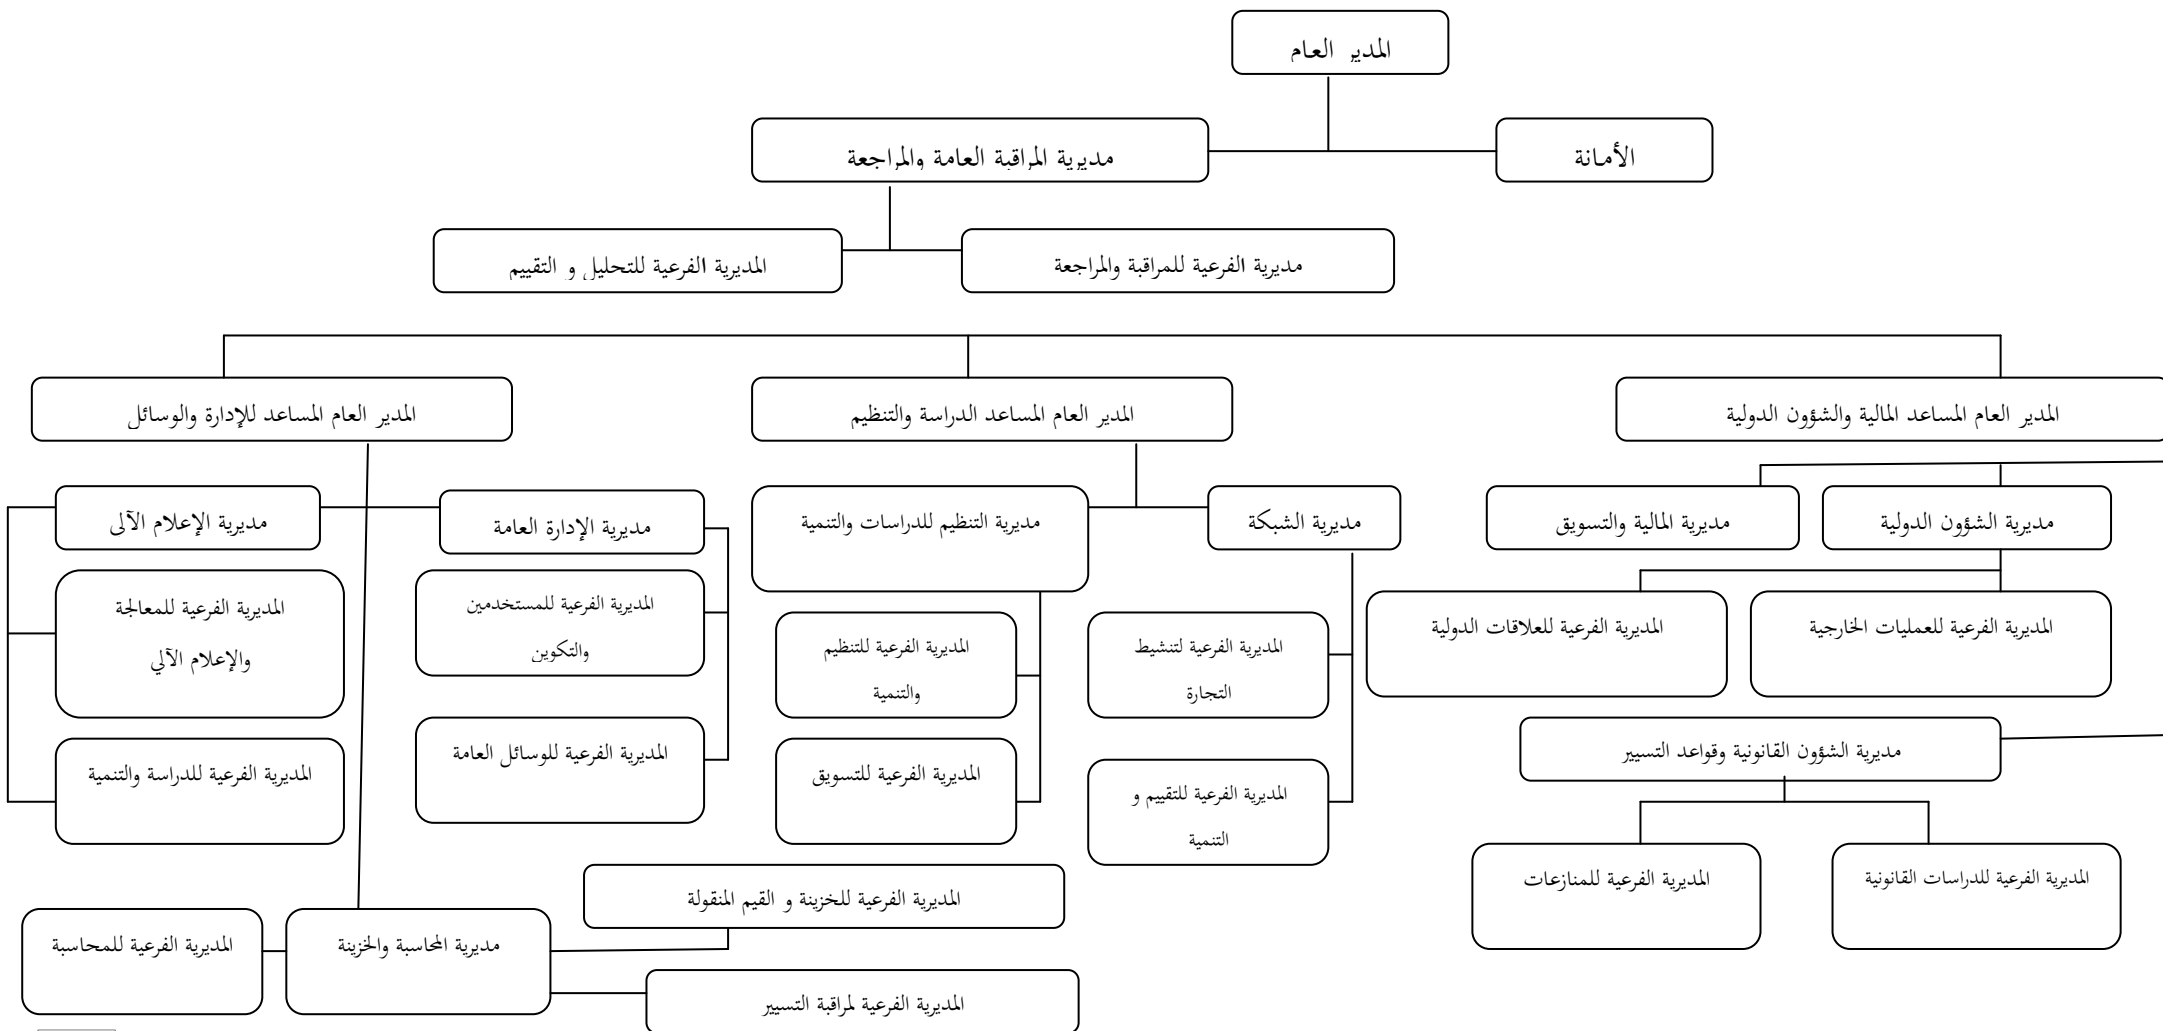 المدير العام
الأمانة
مديرية المراقبة العامة والمراجعة
مديرية الفرعية للمراقبة والمراجعة
المديرية الفرعية للتحليل و التقييم
المدير العام المساعد المالية والشؤون الدولية
المدير العام المساعد الدراسة والتنظيم
المدير العام المساعد للإدارة والوسائل
مديرية الشؤون الدولية
مديرية المالية والتسويق
مديرية الشبكة
مديرية التنظيم للدراسات والتنمية
مديرية الإدارة العامة
مديرية الإعلام الآلى
المديرية الفرعية للعمليات الخارجية
المديرية الفرعية للعلاقات الدولية
المديرية الفرعية لتنشيط
التجارة
المديرية الفرعية للتنظيم
والتنمية
المديرية الفرعية للمستخدمين
والتكوين
المديرية الفرعية للمعالجة
والإعلام الآلي
مديرية الشؤون القانونية وقواعد التسيير
المديرية الفرعية للتقييم و
التنمية
المديرية الفرعية للتسويق
المديرية الفرعية للوسائل العامة
المديرية الفرعية للدراسة والتنمية
المديرية الفرعية للدراسات القانونية
المديرية الفرعية للمنازعات
المديرية الفرعية للخزينة و القيم المنقولة
مديرية المحاسبة والخزينة
المديرية الفرعية للمحاسبة
المديرية الفرعية لمراقبة التسيير